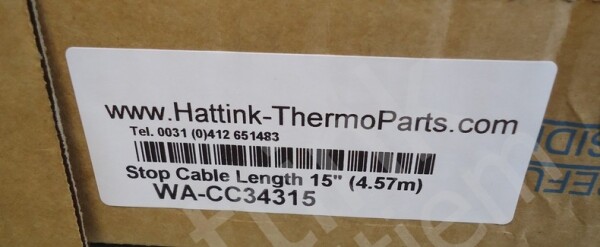 www.Hattink-ThermoParts.com
Tel. 0031 (0)412 651483
Stop Cable Length 15" (4.57m)
WA-CC34315